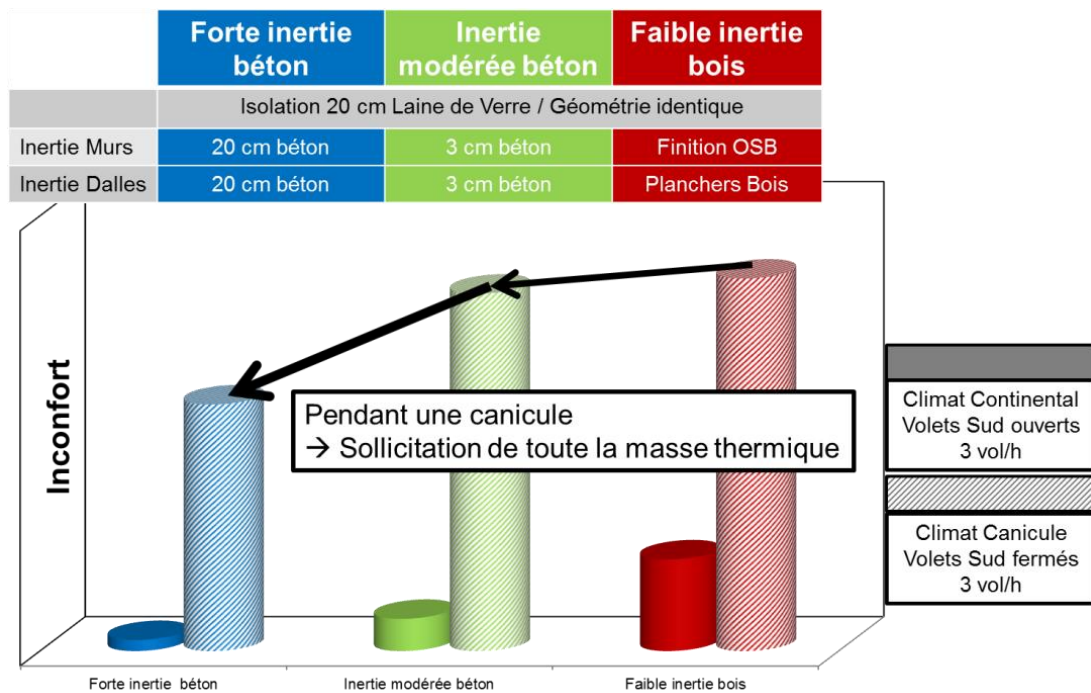 Forte inertie
béton
Inertie
modérée béton
Faible inertie
bois
Isolation 20 cm Laine de Verre / Géométrie identique
Inertie Murs
20 cm béton
3 cm béton
Finition OSB
Inertie Dalles
20 cm béton
3 cm béton
Planchers Bois
Inconfort
Pendant une canicule
→ Sollicitation de toute la masse thermique
Climat Continental
Volets Sud ouverts
3 vol/h
Climat Canicule
Volets Sud fermés
3 vol/h
Forte inertie béton
Inertie modérée béton
Faible inertie bois